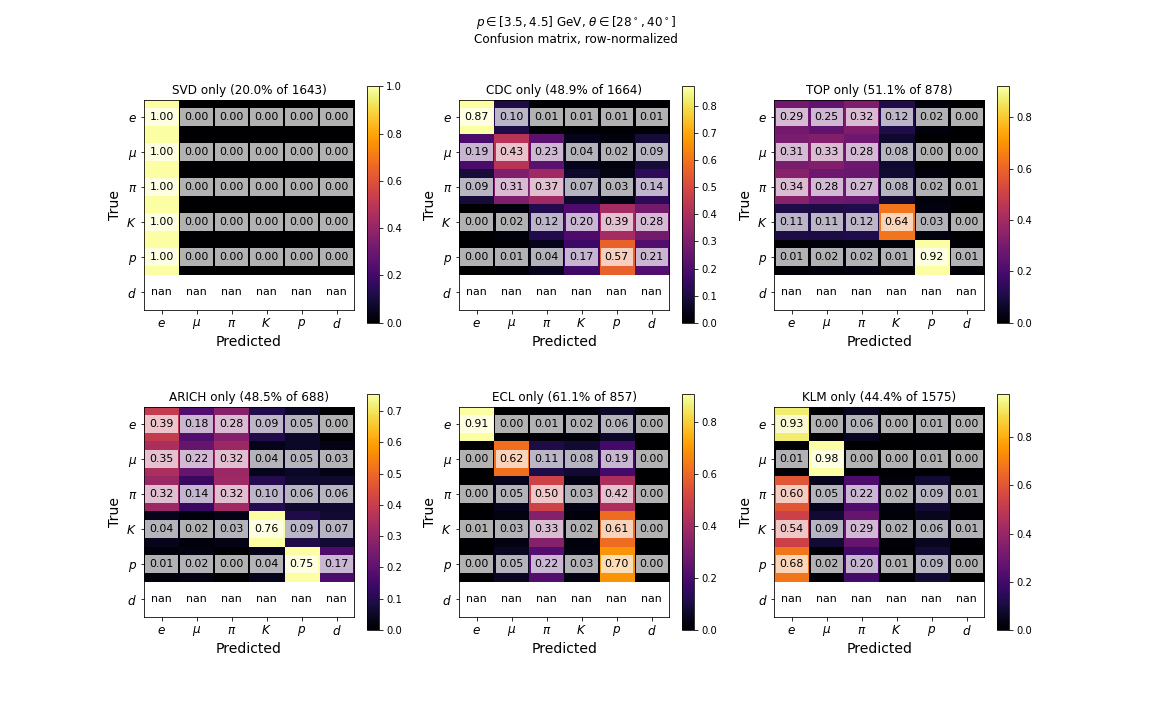 p ∈ [3.5, 4.5] GeV, θ ∈ [28°, 40°]
Confusion matrix, row-normalized
SVD only (20.0% of 1643)
True
e 1.00 0.00 0.00 0.00 0.00 0.00
μ 1.00 0.00 0.00 0.00 0.00 0.00
π 1.00 0.00 0.00 0.00 0.00 0.00
K 1.00 0.00 0.00 0.00 0.00 0.00
p 1.00 0.00 0.00 0.00 0.00 0.00
d nan nan nan nan nan nan
e μ π K p d
Predicted
1.0
0.8
0.6
0.4
0.2
0.0
CDC only (48.9% of 1664)
True
e 0.87 0.10 0.01 0.01 0.01 0.01
μ 0.19 0.43 0.23 0.04 0.02 0.09
π 0.09 0.31 0.37 0.07 0.03 0.14
K 0.00 0.02 0.12 0.20 0.39 0.28
p 0.00 0.01 0.04 0.17 0.57 0.21
d nan nan nan nan nan nan
e μ π K p d
Predicted
0.8
0.7
0.6
0.5
0.4
0.3
0.2
0.1
0.0
TOP only (51.1% of 878)
True
e 0.29 0.25 0.32 0.12 0.02 0.00
μ 0.31 0.33 0.28 0.08 0.00 0.00
π 0.34 0.28 0.27 0.08 0.02 0.01
K 0.11 0.11 0.12 0.64 0.03 0.00
p 0.01 0.02 0.02 0.01 0.92 0.01
d nan nan nan nan nan nan
e μ π K p d
Predicted
0.8
0.6
0.4
0.2
0.0
ARICH only (48.5% of 688)
True
e 0.39 0.18 0.28 0.09 0.05 0.00
μ 0.35 0.22 0.32 0.04 0.05 0.03
π 0.32 0.14 0.32 0.10 0.06 0.06
K 0.04 0.02 0.03 0.76 0.09 0.07
p 0.01 0.02 0.00 0.04 0.75 0.17
d nan nan nan nan nan nan
e μ π K p d
Predicted
0.7
0.6
0.5
0.4
0.3
0.2
0.1
0.0
ECL only (61.1% of 857)
True
e 0.91 0.00 0.01 0.02 0.06 0.00
μ 0.00 0.62 0.11 0.08 0.19 0.00
π 0.00 0.05 0.50 0.03 0.42 0.00
K 0.01 0.03 0.33 0.02 0.61 0.00
p 0.00 0.05 0.22 0.03 0.70 0.00
d nan nan nan nan nan nan
e μ π K p d
Predicted
0.8
0.6
0.4
0.2
0.0
KLM only (44.4% of 1575)
True
e 0.93 0.00 0.06 0.00 0.01 0.00
μ 0.01 0.98 0.00 0.00 0.01 0.00
π 0.60 0.05 0.22 0.02 0.09 0.01
K 0.54 0.09 0.29 0.02 0.06 0.01
p 0.68 0.02 0.20 0.01 0.09 0.00
d nan nan nan nan nan nan
e μ π K p d
Predicted
0.8
0.6
0.4
0.2
0.0